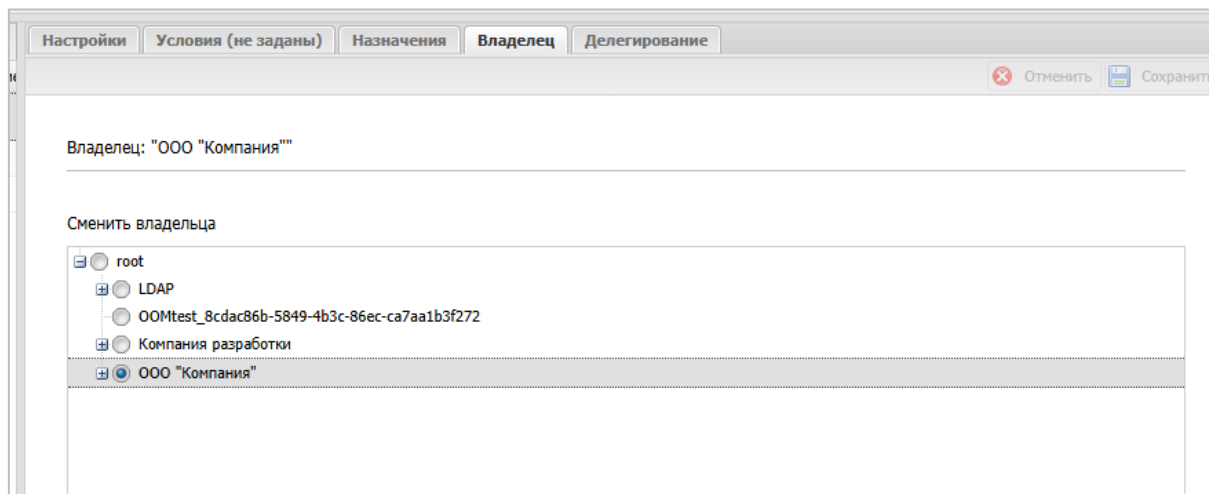 Настройки Условия (не заданы) Назначения Владелец Делегирование
Отменить Сохранить
Владелец: "ООО "Компания""
Сменить владельца
root
LDAP
OOMtest_8cdac86b-5849-4b3c-86ec-ca7aa1b3f272
Компания разработки
ООО "Компания"